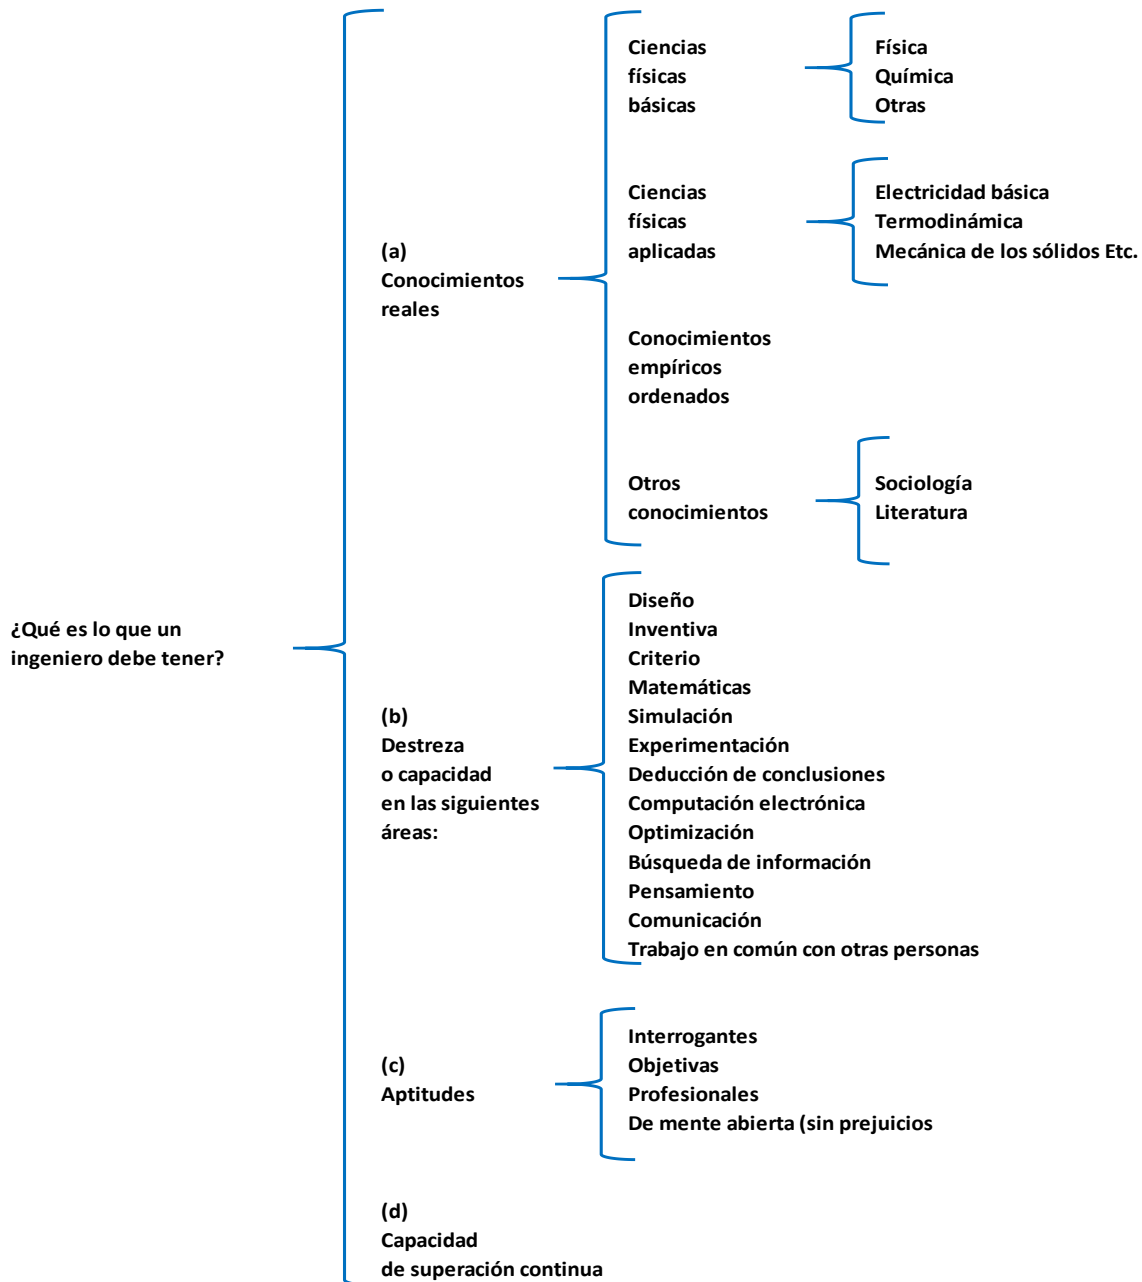 ¿Qué es lo que un
ingeniero debe tener?
(a)
Conocimientos
reales
Ciencias
físicas
básicas
Física
Química
Otras
Ciencias
físicas
aplicadas
Electricidad básica
Termodinámica
Mecánica de los sólidos Etc.
Conocimientos
empíricos
ordenados
Otros
conocimientos
Sociología
Literatura
(b)
Destreza
o capacidad
en las siguientes
áreas:
Diseño
Inventiva
Criterio
Matemáticas
Simulación
Experimentación
Deducción de conclusiones
Computación electrónica
Optimización
Búsqueda de información
Pensamiento
Comunicación
Trabajo en común con otras personas
(c)
Aptitudes
Interrogantes
Objetivas
Profesionales
De mente abierta (sin prejuicios
(d)
Capacidad
de superación continua